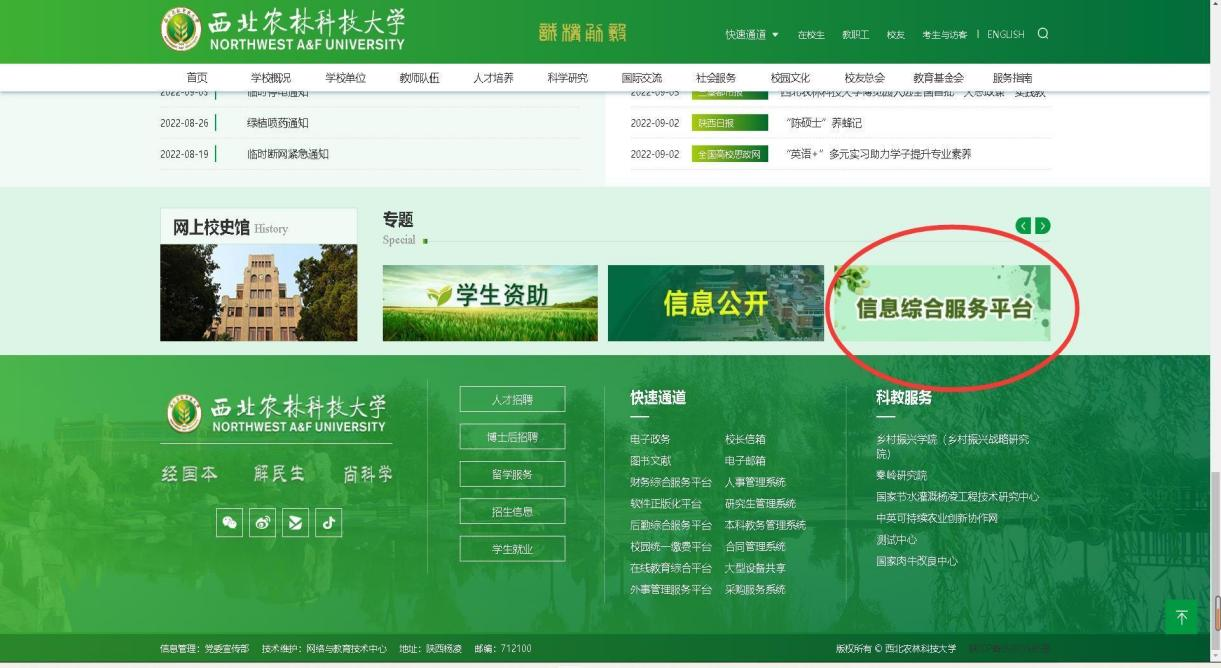 西北农林科技大学
NORTHWEST A&F UNIVERSITY
快速通道 ▼ 在校生 教职工 校友 考生与访客 | ENGLISH
首页 学校概况 学校单位 教师队伍 人才培养 科学研究 国际交流 社会服务 校园文化 校友总会 教育基金会 服务指南
2022-09-03 临时停电通知
2022-08-26 绿植喷药通知
2022-08-19 临时断网紧急通知
2022-09-02 陕西日报 “陈硕士”养蜂记
2022-09-02 全国高校思政网 “英语+”多元实习助力学子提升专业素养
网上校史馆 History
专题
Special
学生资助
信息公开
信息综合服务平台
西北农林科技大学
NORTHWEST A&F UNIVERSITY
经国本 解民生 尚科学
人才招聘
博士后招聘
留学服务
招生信息
学生就业
快速通道
电子政务 校长信箱
图书文献 电子邮箱
财务综合服务平台 人事管理系统
软件正版化平台 研究生管理系统
后勤综合服务平台 本科教务管理系统
校园统一缴费平台 合同管理系统
在线教育综合平台 大型设备共享
外事管理服务平台 采购服务系统
科教服务
乡村振兴学院（乡村振兴战略研究
院）
秦岭研究院
国家节水灌溉杨凌工程技术研究中心
中英可持续农业创新协作网
测试中心
国家肉牛改良中心
信息管理：党委宣传部 技术维护：网络与教育技术中心 地址：陕西杨凌 邮编：712100
版权所有 © 西北农林科技大学